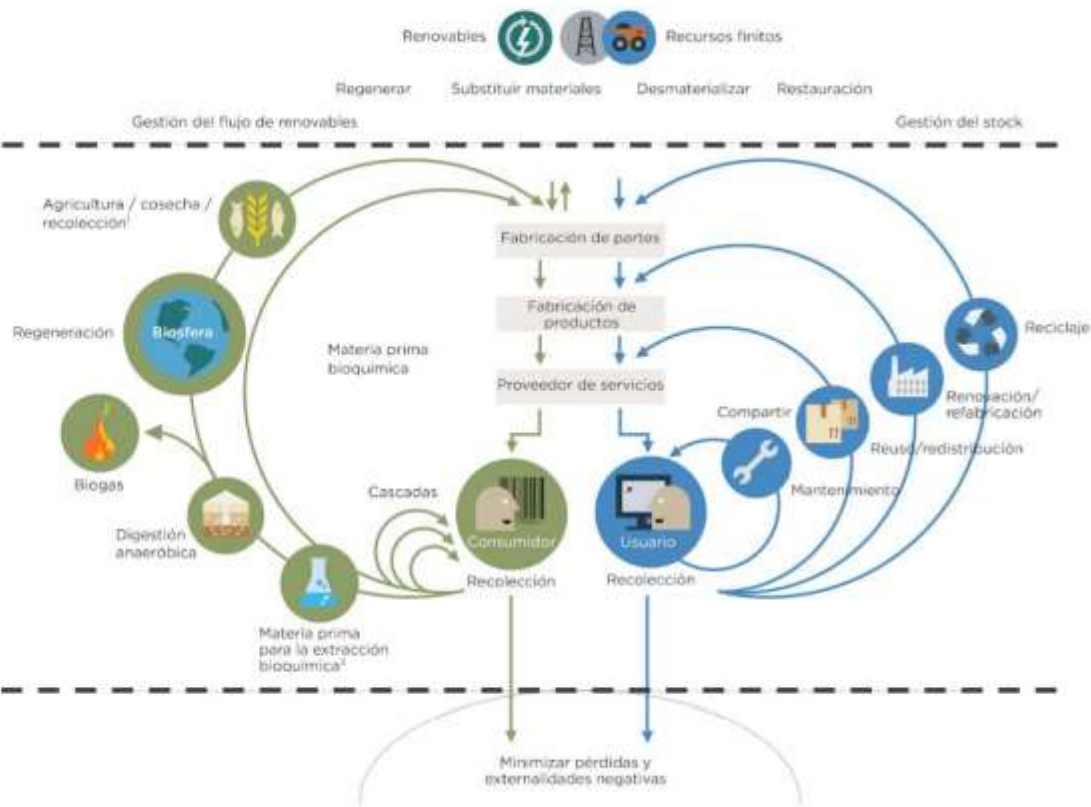 Renovables
Recursos finitos
Regenerar
Substituir materiales
Desmaterializar
Restauración
Gestión del flujo de renovables
Gestión del stock
Agricultura / cosecha /
recolección¹
Fabricación de partes
Regeneración
Biosfera
Materia prima
bioquímica
Fabricación de
productos
Reciclaje
Proveedor de servicios
Renovación/
refabricación
Compartir
Reuso/redistribución
Mantenimiento
Biogas
Cascadas
Digestión
anaeróbica
Consumidor
Usuario
Recolección
Recolección
Materia prima
para la extracción
bioquímica²
Minimizar pérdidas y
externalidades negativas